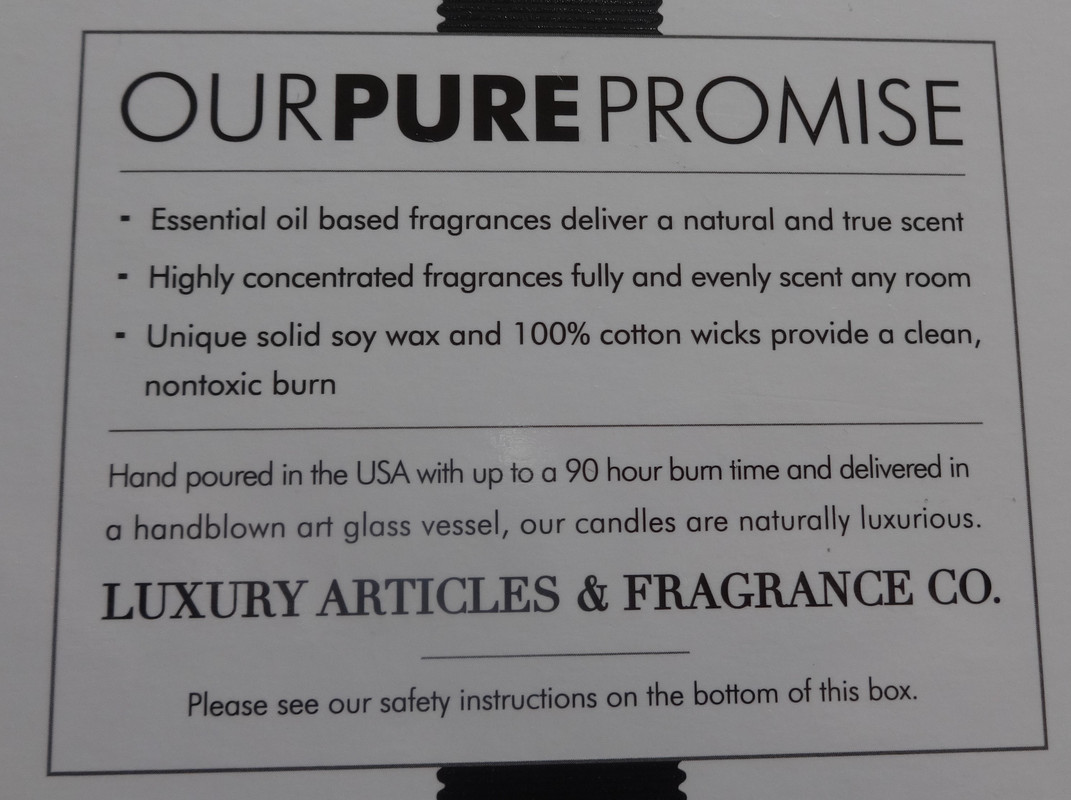 OUR PURE PROMISE
- Essential oil based fragrances deliver a natural and true scent
- Highly concentrated fragrances fully and evenly scent any room
- Unique solid soy wax and 100% cotton wicks provide a clean,
nontoxic burn
Hand poured in the USA with up to a 90 hour burn time and delivered in
a handblown art glass vessel, our candles are naturally luxurious.
LUXURY ARTICLES & FRAGRANCE CO.
Please see our safety instructions on the bottom of this box.